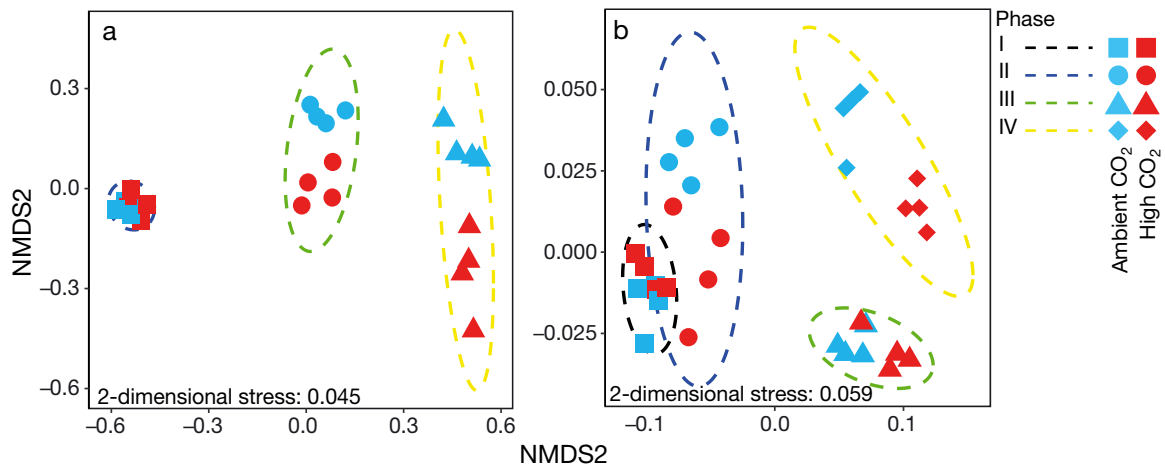 a
b
Phase
I
II
III
IV
Ambient CO2
High CO2
0.3
0.0
−0.3
−0.6
NMDS2
2-dimensional stress: 0.045
−0.6
−0.3
0.0
0.3
0.6
0.050
0.025
0.000
−0.025
2-dimensional stress: 0.059
−0.1
0.0
0.1
NMDS2